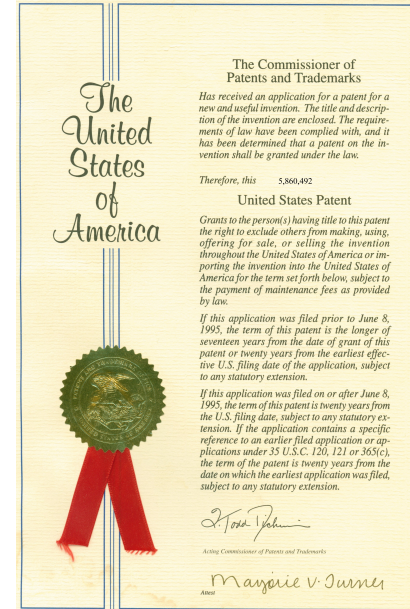 The
United
States
of
America
The Commissioner of
Patents and Trademarks
Has received an application for a patent for a
new and useful invention. The title and descrip-
tion of the invention are enclosed. The require-
ments of law have been complied with, and it
has been determined that a patent on the in-
vention shall be granted under the law.
Therefore, this 5,860,492
United States Patent
Grants to the person(s) having title to this patent
the right to exclude others from making, using,
offering for sale, or selling the invention
throughout the United States of America or im-
porting the invention into the United States of
America for the term set forth below, subject to
the payment of maintenance fees as provided
by law.
If this application was filed prior to June 8,
1995, the term of this patent is the longer of
seventeen years from the date of grant of this
patent or twenty years from the earliest effec-
tive U.S. filing date of the application, subject
to any statutory extension.
If this application was filed on or after June 8,
1995, the term of this patent is twenty years from
the U.S. filing date, subject to any statutory ex-
tension. If the application contains a specific
reference to an earlier filed application or ap-
plications under 35 U.S.C. 120, 121 or 365(c),
the term of the patent is twenty years from the
date on which the earliest application was filed,
subject to any statutory extension.
Acting Commissioner of Patents and Trademarks
Marjorie V. Turner
Attest